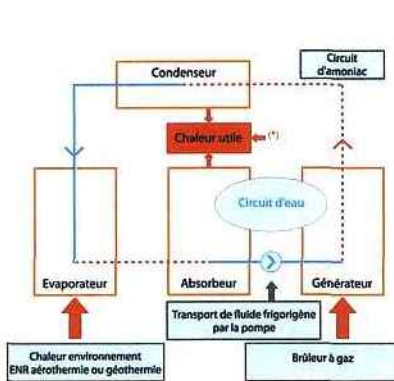 Circuit
d'amoniac
Condenseur
Chaleur utile
(*)
Circuit d'eau
Evaporateur
Absorbeur
Générateur
Transport de fluide frigorigène
par la pompe
Chaleur environnement
ENR aérothermie ou géothermie
Brûleur à gaz